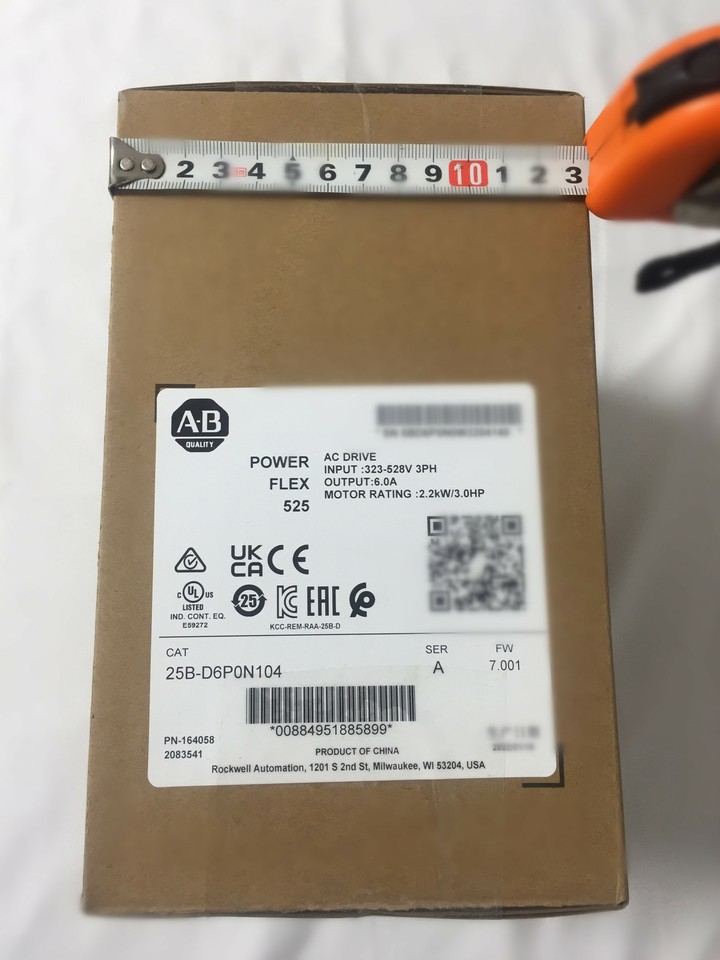 2 3 4 5 6 7 8 9 10 1 2 3
A-B
QUALITY
POWER
FLEX
525
AC DRIVE
INPUT :323-528V 3PH
OUTPUT:6.0A
MOTOR RATING :2.2kW/3.0HP
UK
CA CE
C UL US
LISTED
IND. CONT. EQ.
E59272
25
EAC
KCC-REM-RAA-25B-D
CAT
25B-D6P0N104
SER
A
FW
7.001
*00884951885899*
PN-164058
2083541
PRODUCT OF CHINA
Rockwell Automation, 1201 S 2nd St, Milwaukee, WI 53204, USA